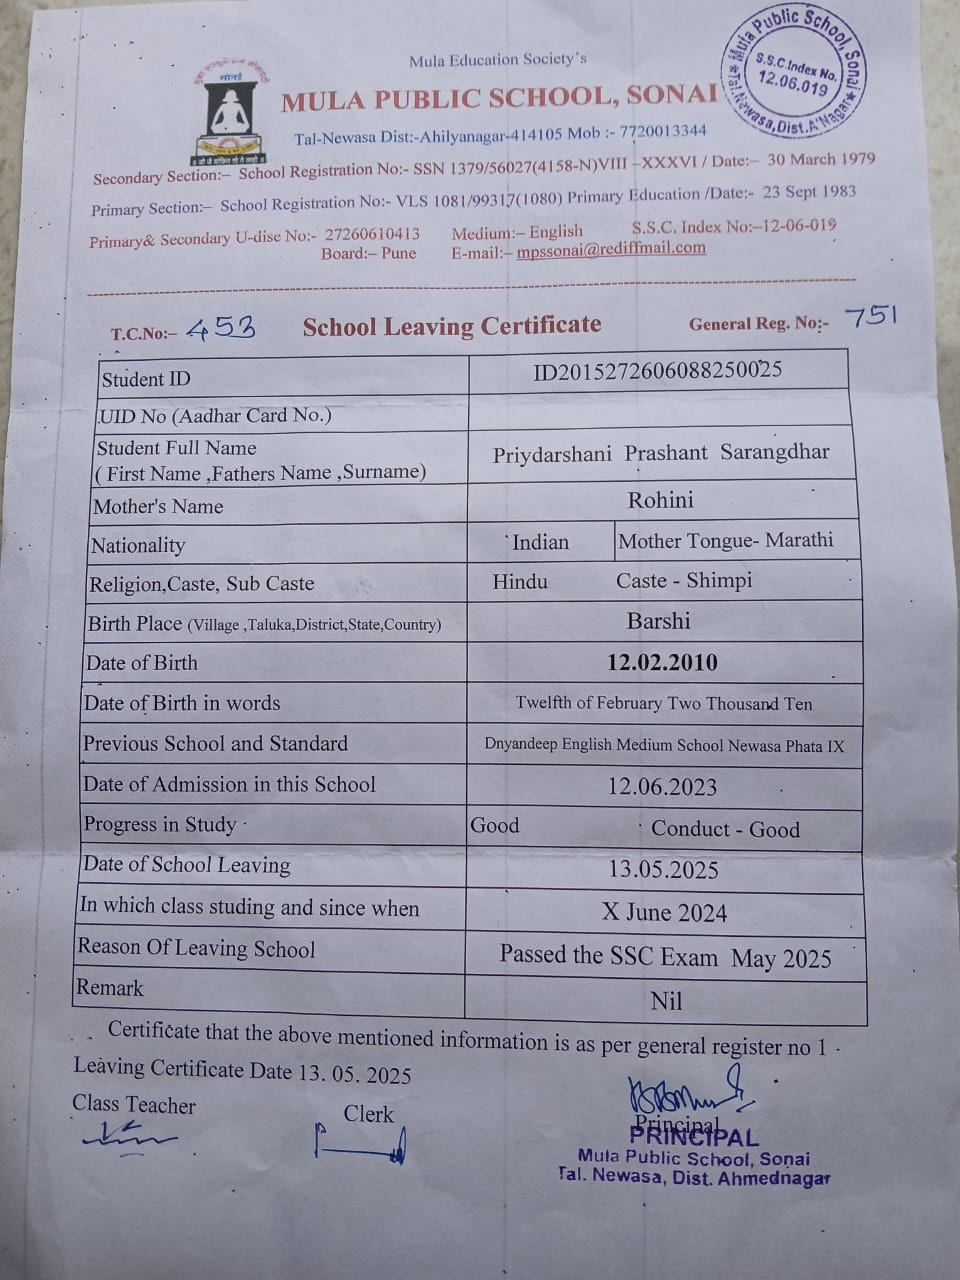 Mula Education Society's
MULA PUBLIC SCHOOL, SONAI
Tal-Newasa Dist:-Ahilyanagar-414105 Mob :- 7720013344
Mula Public School, Sonai
S.S.C.Index No.
12.06.019
Tal.Newasa,Dist.A'Nagar
सोनई
Secondary Section:– School Registration No:- SSN 1379/56027(4158-N)VIII –XXXVI / Date:– 30 March 1979
Primary Section:– School Registration No:- VLS 1081/99317(1080) Primary Education /Date:- 23 Sept 1983
Primary& Secondary U-dise No:- 27260610413 Medium:– English S.S.C. Index No:–12-06-019
Board:– Pune E-mail:– mpssonai@rediffmail.com
T.C.No:– 453 School Leaving Certificate General Reg. No:- 751
Student ID ID2015272606088250025
UID No (Aadhar Card No.)
Student Full Name
( First Name ,Fathers Name ,Surname) Priydarshani Prashant Sarangdhar
Mother's Name Rohini
Nationality Indian Mother Tongue- Marathi
Religion,Caste, Sub Caste Hindu Caste - Shimpi
Birth Place (Village ,Taluka,District,State,Country) Barshi
Date of Birth 12.02.2010
Date of Birth in words Twelfth of February Two Thousand Ten
Previous School and Standard Dnyandeep English Medium School Newasa Phata IX
Date of Admission in this School 12.06.2023
Progress in Study Good Conduct - Good
Date of School Leaving 13.05.2025
In which class studing and since when X June 2024
Reason Of Leaving School Passed the SSC Exam May 2025
Remark Nil
Certificate that the above mentioned information is as per general register no 1
Leaving Certificate Date 13. 05. 2025
Class Teacher Clerk Principal
PRINCIPAL
Mula Public School, Sonai
Tal. Newasa, Dist. Ahmednagar